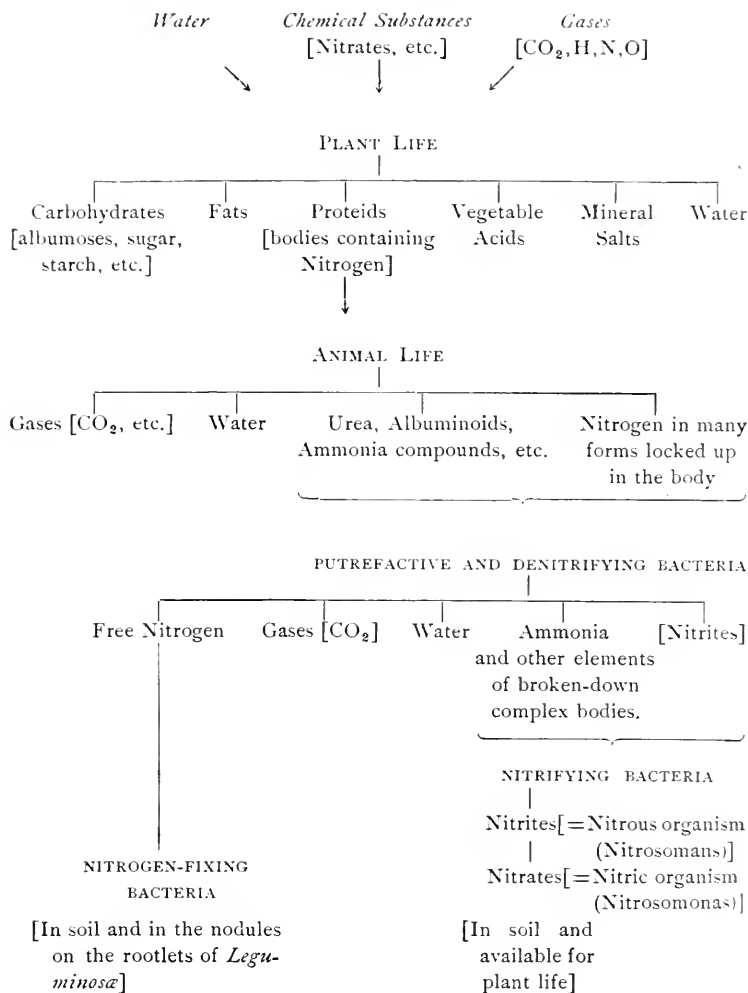 Water Chemical Substances Gases
[Nitrates, etc.] [CO₂, H, N, O]
PLANT LIFE
Carbohydrates Fats Proteids Vegetable Mineral Water
[albumoses, sugar, [bodies containing Acids Salts
starch, etc.] Nitrogen]
ANIMAL LIFE
Gases [CO₂, etc.] Water Urea, Albuminoids, Nitrogen in many
Ammonia compounds, etc. forms locked up
in the body
PUTREFACTIVE AND DENITRIFYING BACTERIA
Free Nitrogen Gases [CO₂] Water Ammonia [Nitrites]
and other elements
of broken-down
complex bodies.
NITRIFYING BACTERIA
Nitrites[=Nitrous organism
(Nitrosomans)]
NITROGEN-FIXING Nitrates[=Nitric organism
BACTERIA (Nitrosomonas)]
[In soil and in the nodules [In soil and
on the rootlets of Legu- available for
minosæ] plant life]